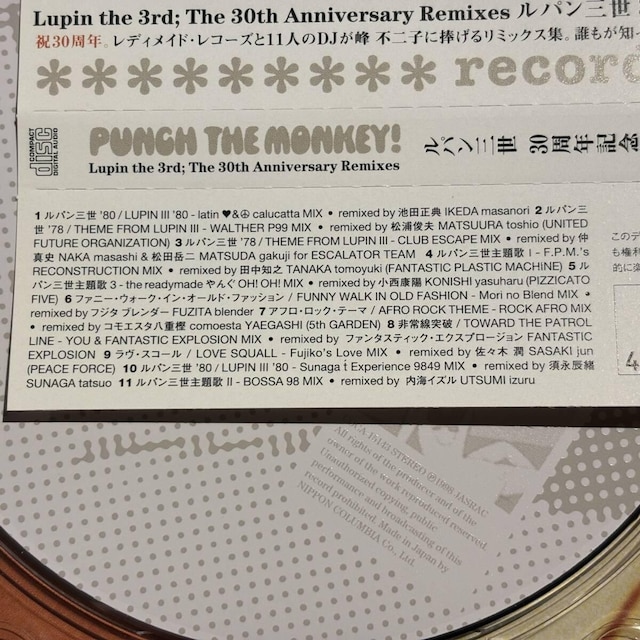 Lupin the 3rd; The 30th Anniversary Remixes ルパン三世
祝30周年。レディメイド・レコーズと11人のDJが峰 不二子に捧げるリミックス集。誰もが知っ
********* record
COMPACT
disc
DIGITAL AUDIO
PUNCH THE MONKEY!
Lupin the 3rd; The 30th Anniversary Remixes
ルパン三世 30周年記念
1 ルパン三世 '80 / LUPIN III '80 - latin ♥&☮ calucatta MIX • remixed by 池田正典 IKEDA masanori 2 ルパン三
世 '78 / THEME FROM LUPIN III - WALTHER P99 MIX • remixed by 松浦俊夫 MATSUURA toshio (UNITED
FUTURE ORGANIZATION) 3 ルパン三世 '78 / THEME FROM LUPIN III - CLUB ESCAPE MIX • remixed by 仲
真史 NAKA masashi & 松田岳二 MATSUDA gakuji for ESCALATOR TEAM 4 ルパン三世主題歌 I - F.P.M.'s
RECONSTRUCTION MIX • remixed by 田中知之 TANAKA tomoyuki (FANTASTIC PLASTIC MACHINE) 5 ルパ
ン三世主題歌 3 - the readymade やんぐ OH! OH! MIX • remixed by 小西康陽 KONISHI yasuharu (PIZZICATO
FIVE) 6 ファニー・ウォーク・イン・オールド・ファッション / FUNNY WALK IN OLD FASHION - Mori no Blend MIX •
remixed by フジタ ブレンダー FUZITA blender 7 アフロ・ロック・テーマ / AFRO ROCK THEME - ROCK AFRO MIX
• remixed by コモエスタ八重樫 comoesta YAEGASHI (5th GARDEN) 8 非常線突破 / TOWARD THE PATROL
LINE - YOU & FANTASTIC EXPLOSION MIX • remixed by ファンタスティック・エクスプロージョン FANTASTIC
EXPLOSION 9 ラヴ・スコール / LOVE SQUALL - Fujiko's Love MIX • remixed by 佐々木 潤 SASAKI jun
(PEACE FORCE) 10 ルパン三世 '80 / LUPIN III '80 - Sunaga t Experience 9849 MIX • remixed by 須永辰緒
SUNAGA tatsuo 11 ルパン三世主題歌 II - BOSSA 98 MIX • remixed by 内海イズル UTSUMI izuru
このデ
も権利
的に楽
4
STEREO ℗1998 JASRAC
All rights of the producer and of the
owner of the work reproduced reserved.
Unauthorized copying, public
performance and broadcasting of this
record prohibited. Made in Japan by
NIPPON COLUMBIA Co., Ltd.